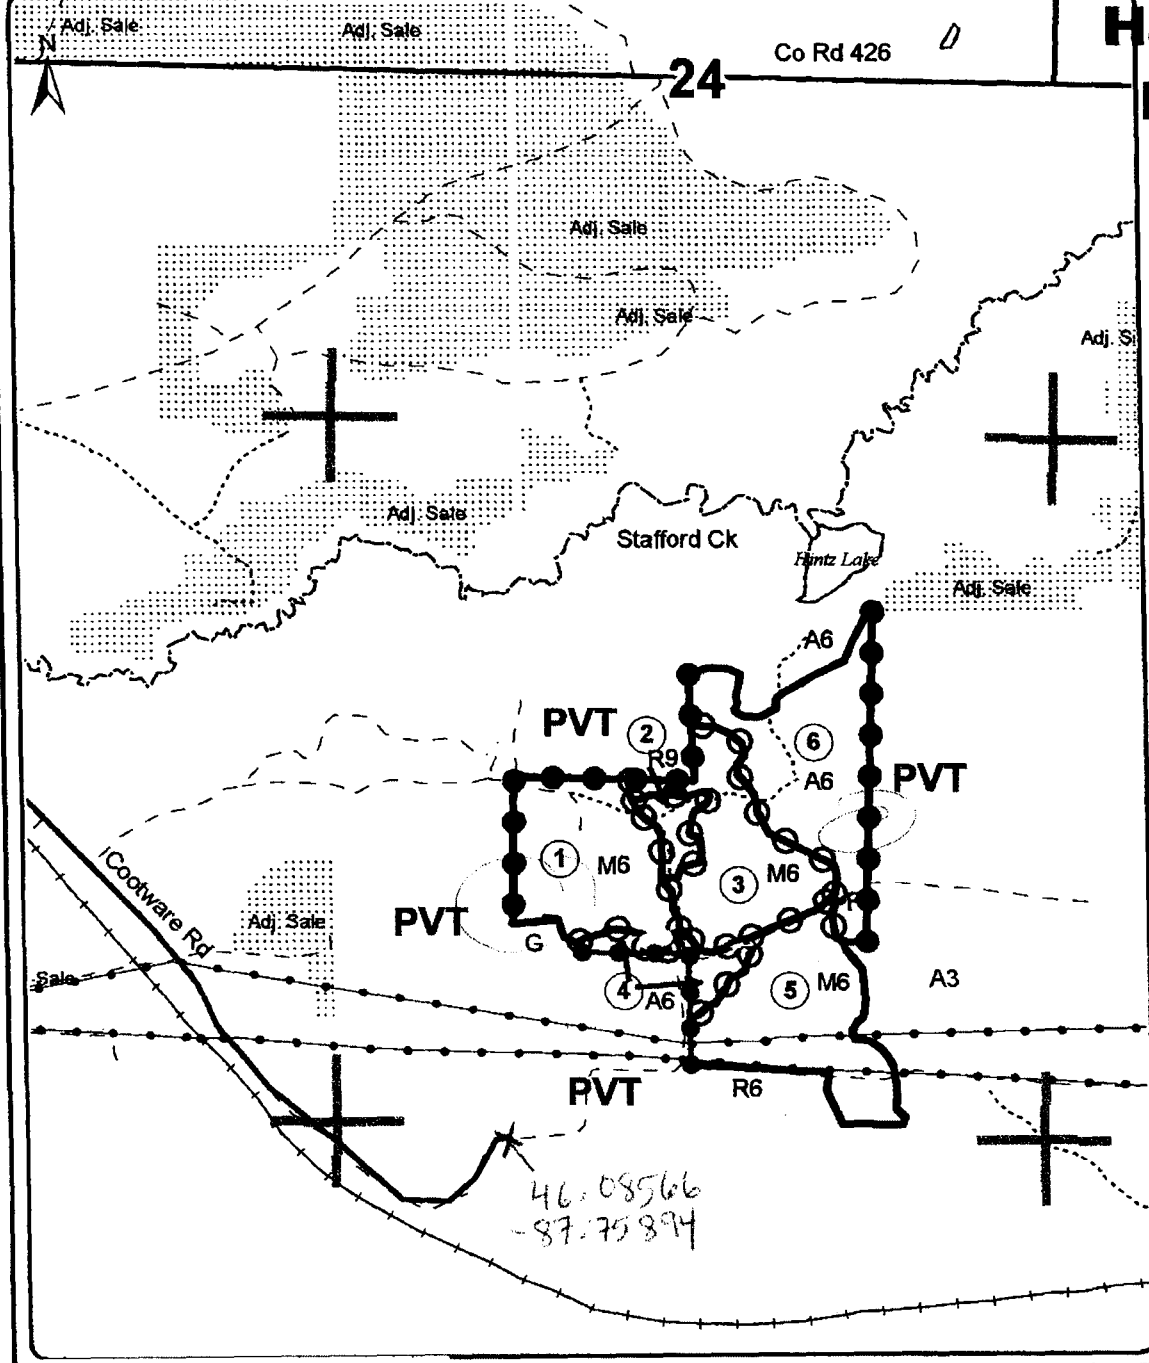 Adj. Sale
Adj. Sale
Co Rd 426
H
N
24
Adj. Sale
Adj. Sale
Adj. Si
Adj. Sale
Stafford Ck
Hintz Lake
Adj. Sale
A6
PVT
2
6
R9
A6
PVT
1
M6
3
M6
PVT
Adj. Sale
G
Cootware Rd
Sale
4
A6
5
M6
A3
PVT
R6
46.08566
-87.75894